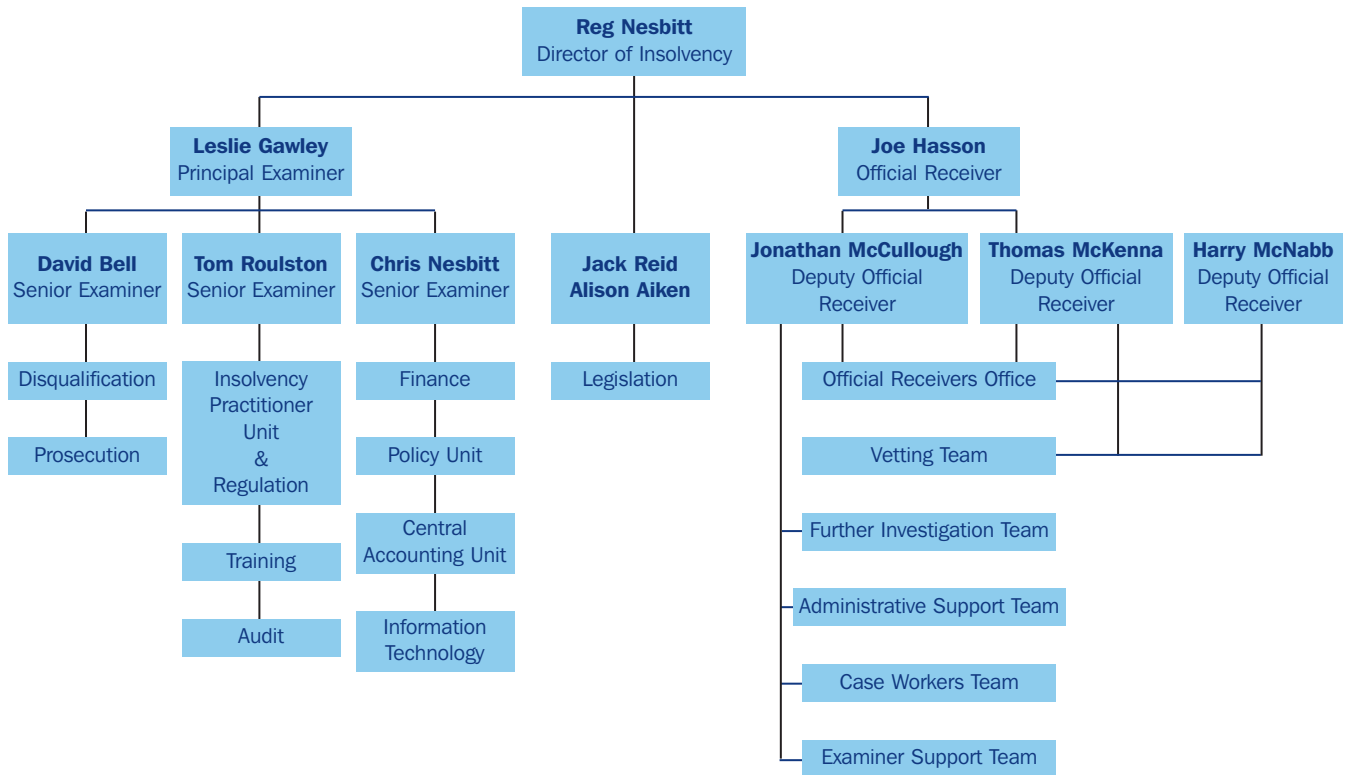 Reg Nesbitt
Director of Insolvency
Leslie Gawley
Principal Examiner
Joe Hasson
Official Receiver
David Bell
Senior Examiner
Tom Roulston
Senior Examiner
Chris Nesbitt
Senior Examiner
Jack Reid
Alison Aiken
Jonathan McCullough
Deputy Official
Receiver
Thomas McKenna
Deputy Official
Receiver
Harry McNabb
Deputy Official
Receiver
Disqualification
Prosecution
Insolvency
Practitioner
Unit
&
Regulation
Training
Audit
Finance
Policy Unit
Central
Accounting Unit
Information
Technology
Legislation
Official Receivers Office
Vetting Team
Further Investigation Team
Administrative Support Team
Case Workers Team
Examiner Support Team